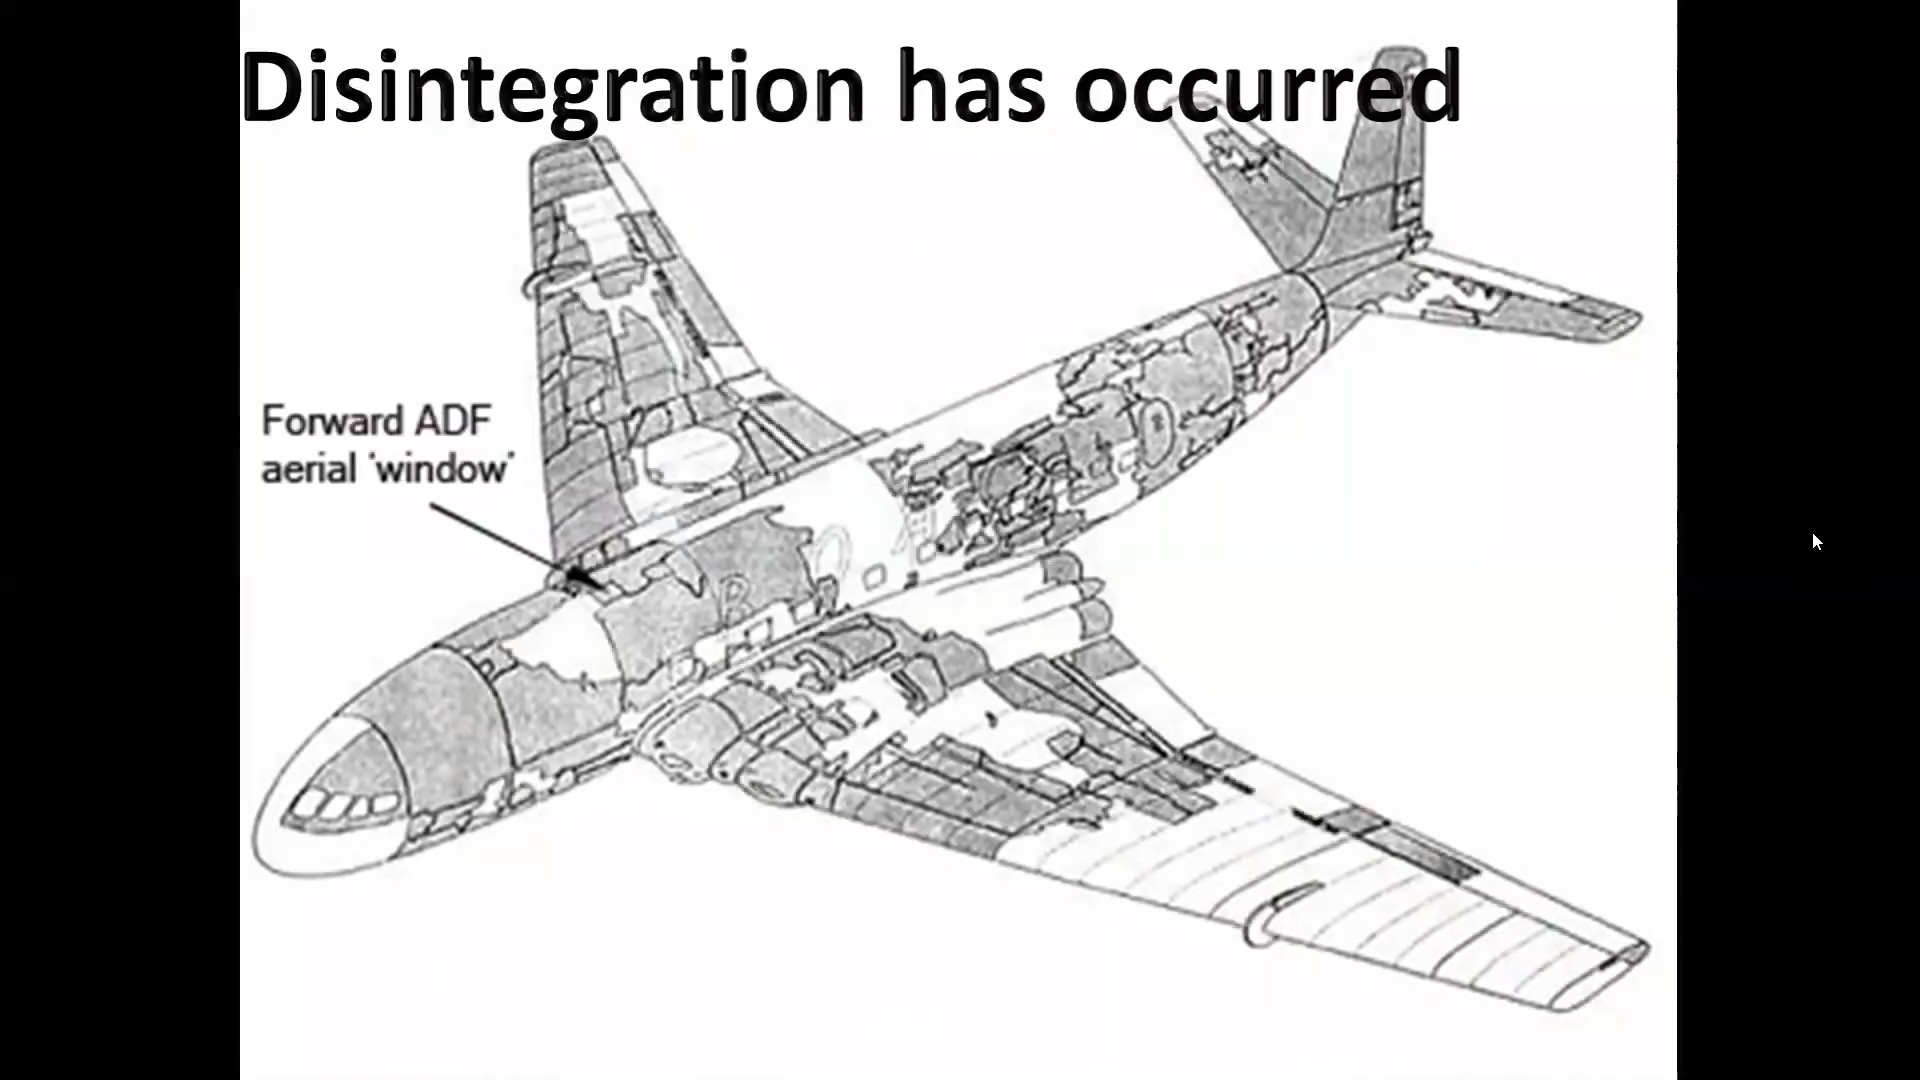 Disintegration has occurred
Forward ADF
aerial 'window'